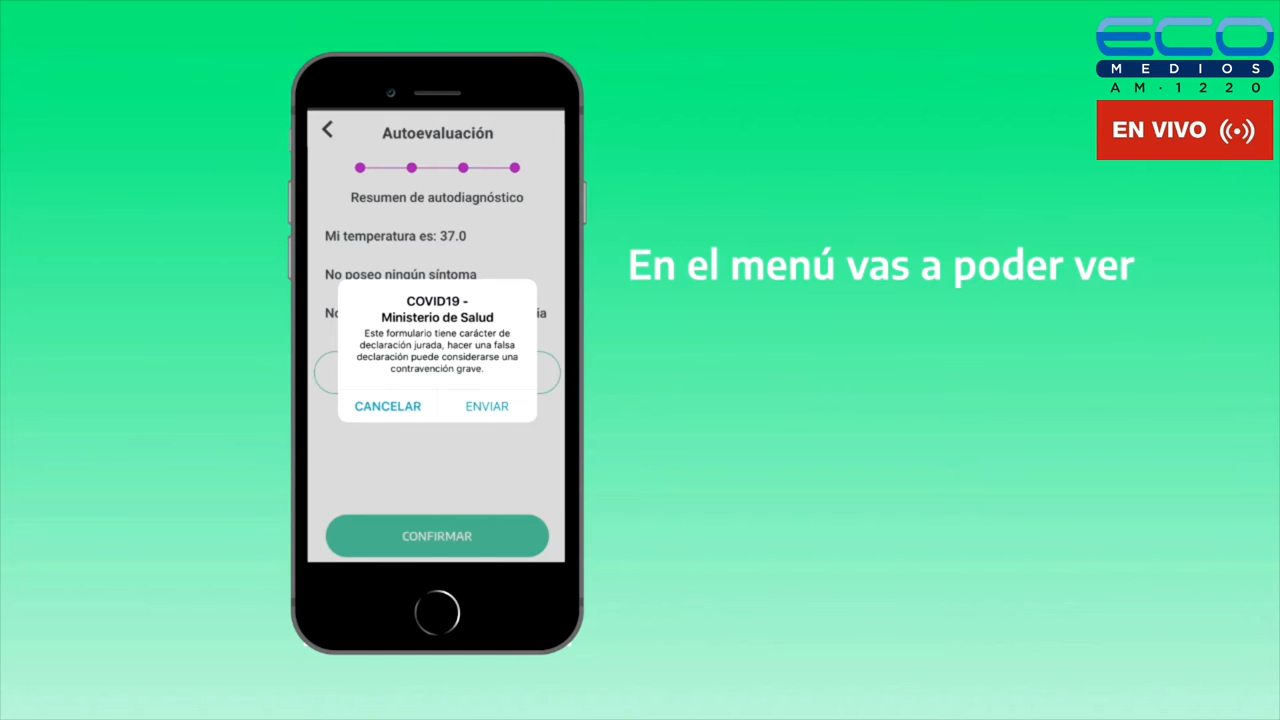 ECO
MEDIOS
AM·1220
EN VIVO
Autoevaluación
Resumen de autodiagnóstico
Mi temperatura es: 37.0
No poseo ningún síntoma
COVID19 -
Ministerio de Salud
Este formulario tiene carácter de
declaración jurada, hacer una falsa
declaración puede considerarse una
contravención grave.
CANCELAR ENVIAR
CONFIRMAR
En el menú vas a poder ver